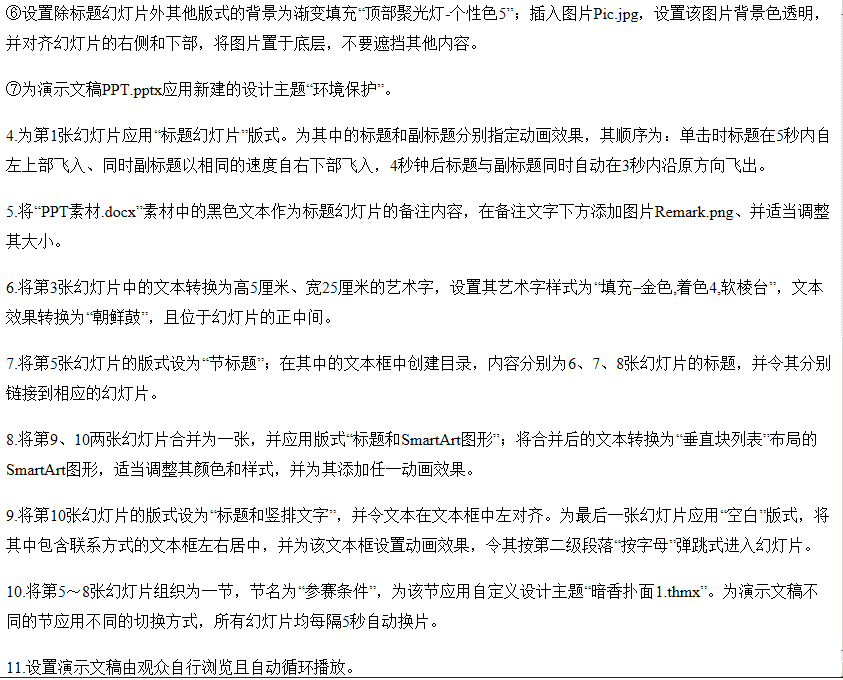 ⑥设置除标题幻灯片外其他版式的背景为渐变填充“顶部聚光灯-个性色5”；插入图片Pic.jpg，设置该图片背景色透明，
并对齐幻灯片的右侧和下部，将图片置于底层，不要遮挡其他内容。
⑦为演示文稿PPT.pptx应用新建的设计主题“环境保护”。
4.为第1张幻灯片应用“标题幻灯片”版式。为其中的标题和副标题分别指定动画效果，其顺序为：单击时标题在5秒内自
左上部飞入、同时副标题以相同的速度自右下部飞入，4秒钟后标题与副标题同时自动在3秒内沿原方向飞出。
5.将“PPT素材.docx”素材中的黑色文本作为标题幻灯片的备注内容，在备注文字下方添加图片Remark.png、并适当调整
其大小。
6.将第3张幻灯片中的文本转换为高5厘米、宽25厘米的艺术字，设置其艺术字样式为“填充–金色,着色4,软棱台”，文本
效果转换为“朝鲜鼓”，且位于幻灯片的正中间。
7.将第5张幻灯片的版式设为“节标题”；在其中的文本框中创建目录，内容分别为6、7、8张幻灯片的标题，并令其分别
链接到相应的幻灯片。
8.将第9、10两张幻灯片合并为一张，并应用版式“标题和SmartArt图形”；将合并后的文本转换为“垂直块列表”布局的
SmartArt图形，适当调整其颜色和样式，并为其添加任一动画效果。
9.将第10张幻灯片的版式设为“标题和竖排文字”，并令文本在文本框中左对齐。为最后一张幻灯片应用“空白”版式，将
其中包含联系方式的文本框左右居中，并为该文本框设置动画效果，令其按第二级段落“按字母”弹跳式进入幻灯片。
10.将第5～8张幻灯片组织为一节，节名为“参赛条件”，为该节应用自定义设计主题“暗香扑面1.thmx”。为演示文稿不
同的节应用不同的切换方式，所有幻灯片均每隔5秒自动换片。
11.设置演示文稿由观众自行浏览且自动循环播放。